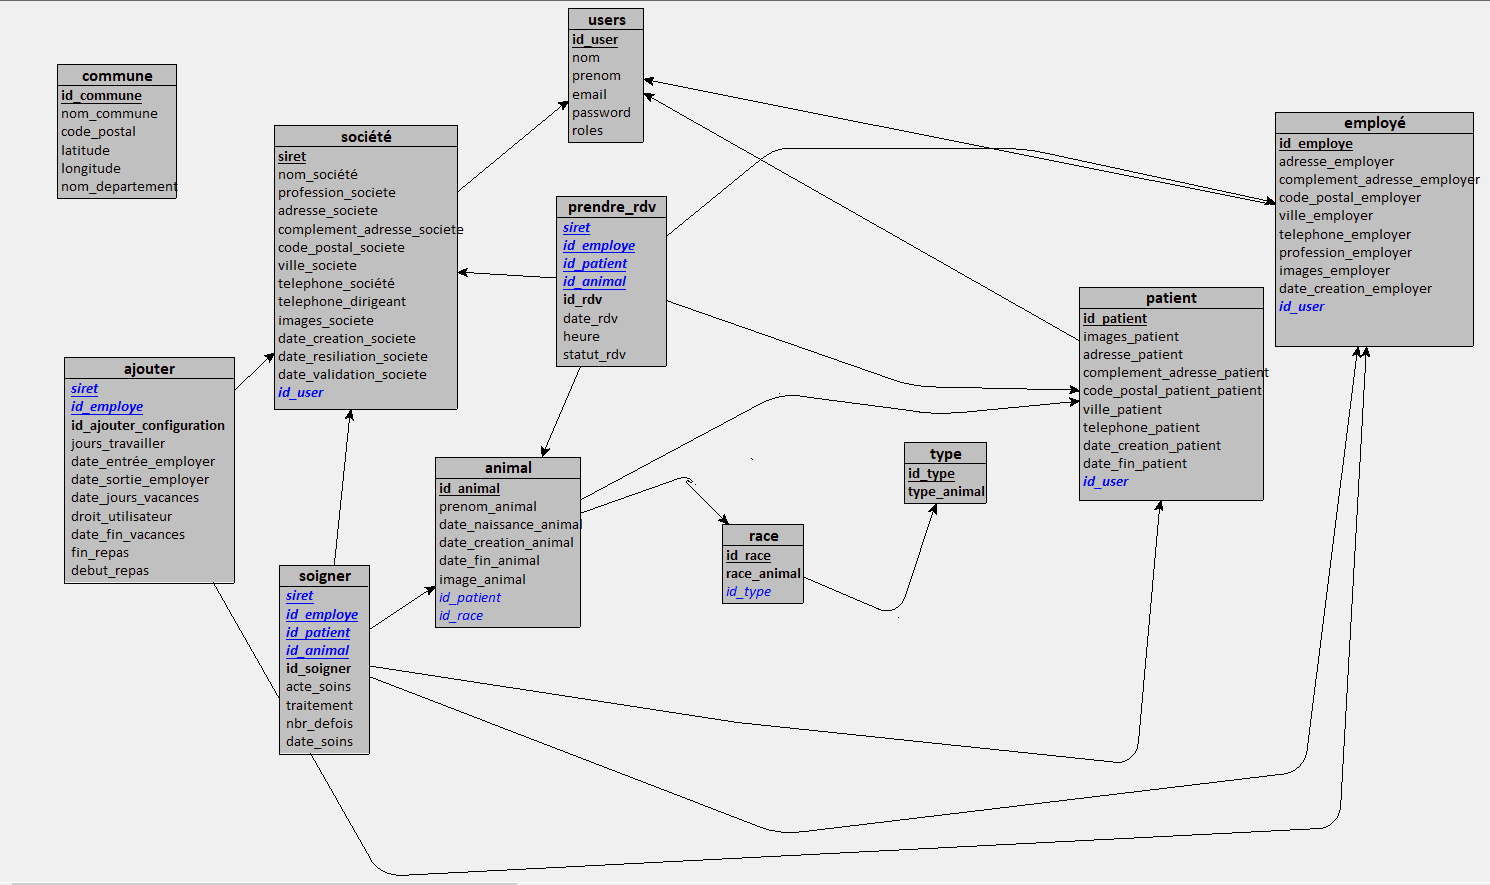 users
id_user
nom
prenom
email
password
roles
commune
id_commune
nom_commune
code_postal
latitude
longitude
nom_departement
société
siret
nom_société
profession_societe
adresse_societe
complement_adresse_societe
code_postal_societe
ville_societe
telephone_société
telephone_dirigeant
images_societe
date_creation_societe
date_resiliation_societe
date_validation_societe
id_user
employé
id_employe
adresse_employer
complement_adresse_employer
code_postal_employer
ville_employer
telephone_employer
profession_employer
images_employer
date_creation_employer
id_user
prendre_rdv
siret
id_employe
id_patient
id_animal
id_rdv
date_rdv
heure
statut_rdv
patient
id_patient
images_patient
adresse_patient
complement_adresse_patient
code_postal_patient_patient
ville_patient
telephone_patient
date_creation_patient
date_fin_patient
id_user
ajouter
siret
id_employe
id_ajouter_configuration
jours_travailler
date_entrée_employer
date_sortie_employer
date_jours_vacances
droit_utilisateur
date_fin_vacances
fin_repas
debut_repas
animal
id_animal
prenom_animal
date_naissance_animal
date_creation_animal
date_fin_animal
image_animal
id_patient
id_race
type
id_type
type_animal
race
id_race
race_animal
id_type
soigner
siret
id_employe
id_patient
id_animal
id_soigner
acte_soins
traitement
nbr_defois
date_soins